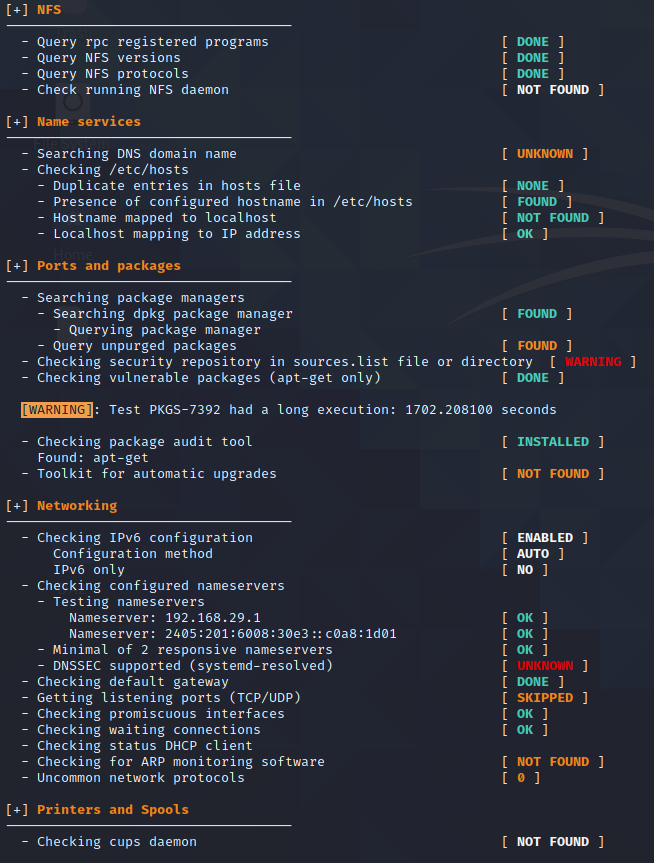 [+] NFS
- Query rpc registered programs [ DONE ]
- Query NFS versions [ DONE ]
- Query NFS protocols [ DONE ]
- Check running NFS daemon [ NOT FOUND ]
[+] Name services
- Searching DNS domain name [ UNKNOWN ]
- Checking /etc/hosts
- Duplicate entries in hosts file [ NONE ]
- Presence of configured hostname in /etc/hosts [ FOUND ]
- Hostname mapped to localhost [ NOT FOUND ]
- Localhost mapping to IP address [ OK ]
[+] Ports and packages
- Searching package managers
- Searching dpkg package manager [ FOUND ]
- Querying package manager
- Query unpurged packages [ FOUND ]
- Checking security repository in sources.list file or directory [ WARNING ]
- Checking vulnerable packages (apt-get only) [ DONE ]
[WARNING]: Test PKGS-7392 had a long execution: 1702.208100 seconds
- Checking package audit tool [ INSTALLED ]
Found: apt-get
- Toolkit for automatic upgrades [ NOT FOUND ]
[+] Networking
- Checking IPv6 configuration [ ENABLED ]
Configuration method [ AUTO ]
IPv6 only [ NO ]
- Checking configured nameservers
- Testing nameservers
Nameserver: 192.168.29.1 [ OK ]
Nameserver: 2405:201:6008:30e3::c0a8:1d01 [ OK ]
- Minimal of 2 responsive nameservers [ OK ]
- DNSSEC supported (systemd-resolved) [ UNKNOWN ]
- Checking default gateway [ DONE ]
- Getting listening ports (TCP/UDP) [ SKIPPED ]
- Checking promiscuous interfaces [ OK ]
- Checking waiting connections [ OK ]
- Checking status DHCP client
- Checking for ARP monitoring software [ NOT FOUND ]
- Uncommon network protocols [ 0 ]
[+] Printers and Spools
- Checking cups daemon [ NOT FOUND ]